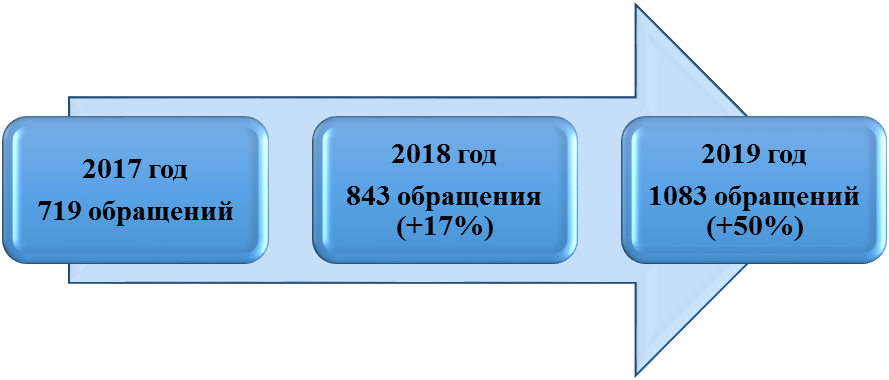 2017 год
719 обращений
2018 год
843 обращения
(+17%)
2019 год
1083 обращений
(+50%)